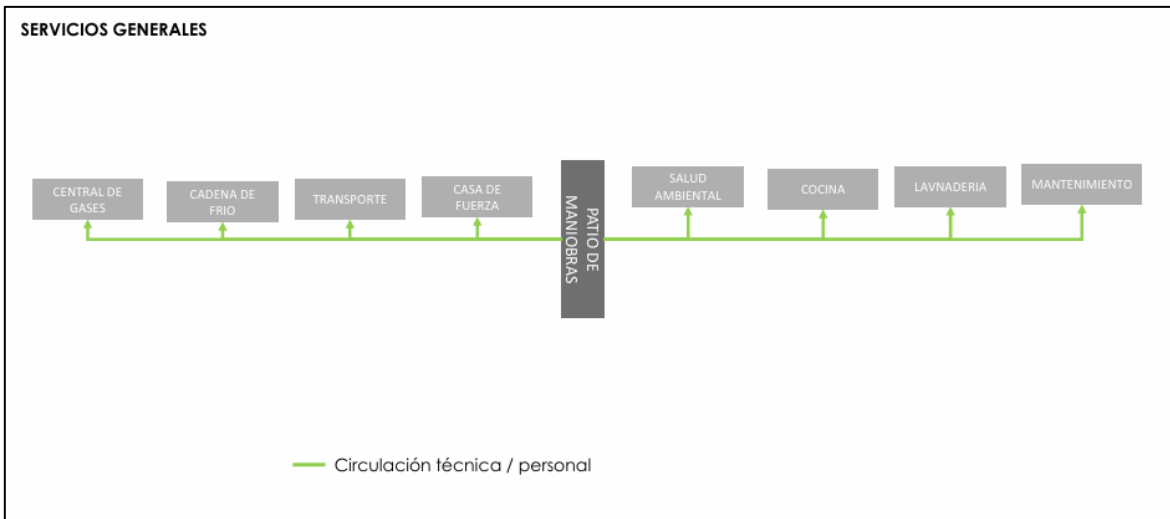 SERVICIOS GENERALES
CENTRAL DE
GASES
CADENA DE
FRIO
TRANSPORTE
CASA DE
FUERZA
PATIO DE
MANIOBRAS
SALUD
AMBIENTAL
COCINA
LAVNADERIA
MANTENIMIENTO
Circulación técnica / personal